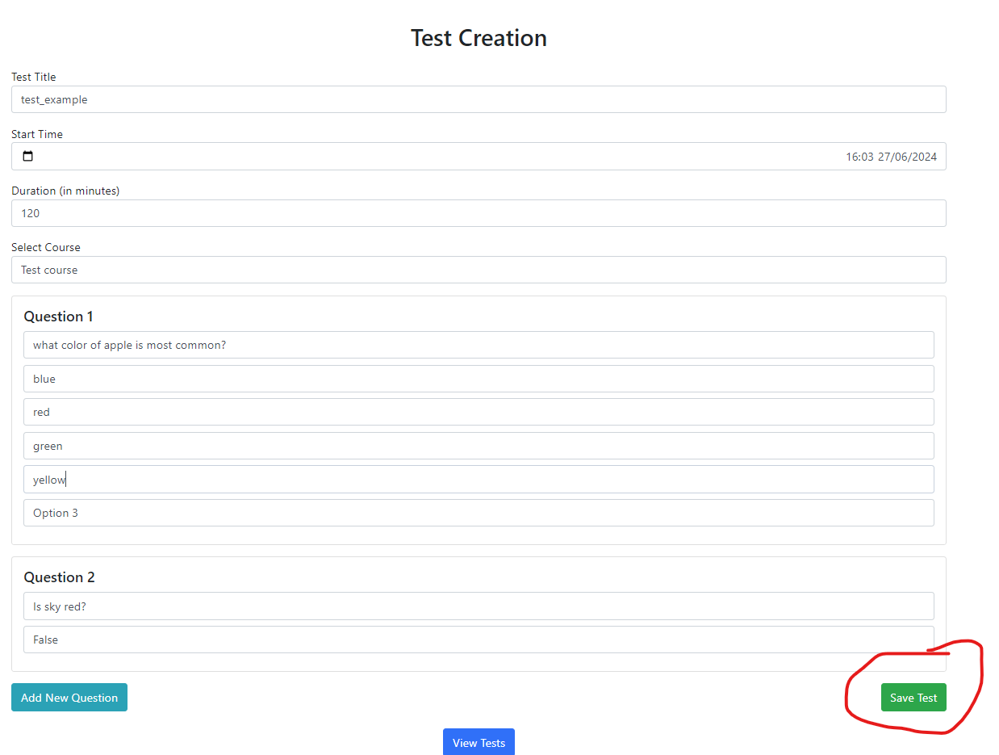 Test Creation
Test Title
test_example
Start Time
16:03 27/06/2024
Duration (in minutes)
120
Select Course
Test course
Question 1
what color of apple is most common?
blue
red
green
yellow
Option 3
Question 2
Is sky red?
False
Add New Question
Save Test
View Tests